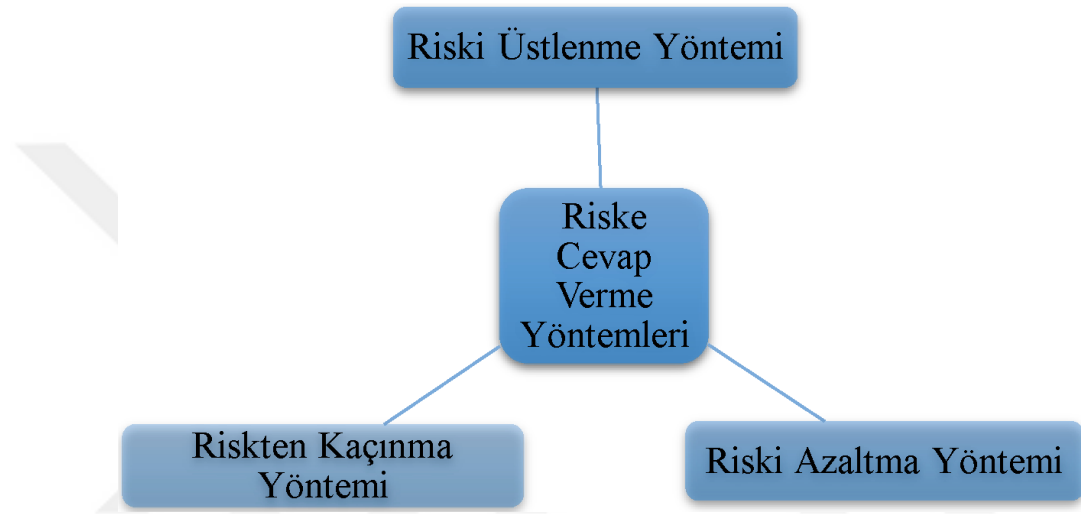 Riski Üstlenme Yöntemi
Riske
Cevap
Verme
Yöntemleri
Riskten Kaçınma
Yöntemi
Riski Azaltma Yöntemi